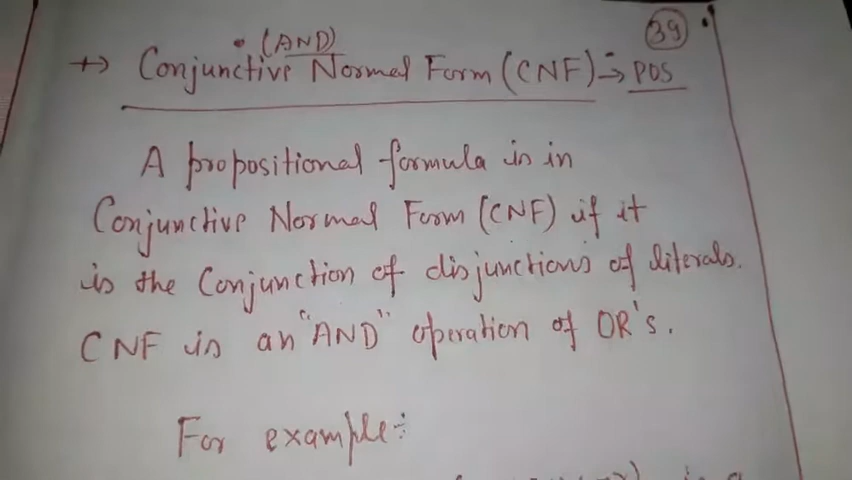 39
(AND)
Conjunctive Normal Form (CNF) :→ POS
A propositional formula is in
Conjunctive Normal Form (CNF) if it
is the Conjunction of disjunctions of literals.
CNF is an "AND" operation of OR's.
For example: